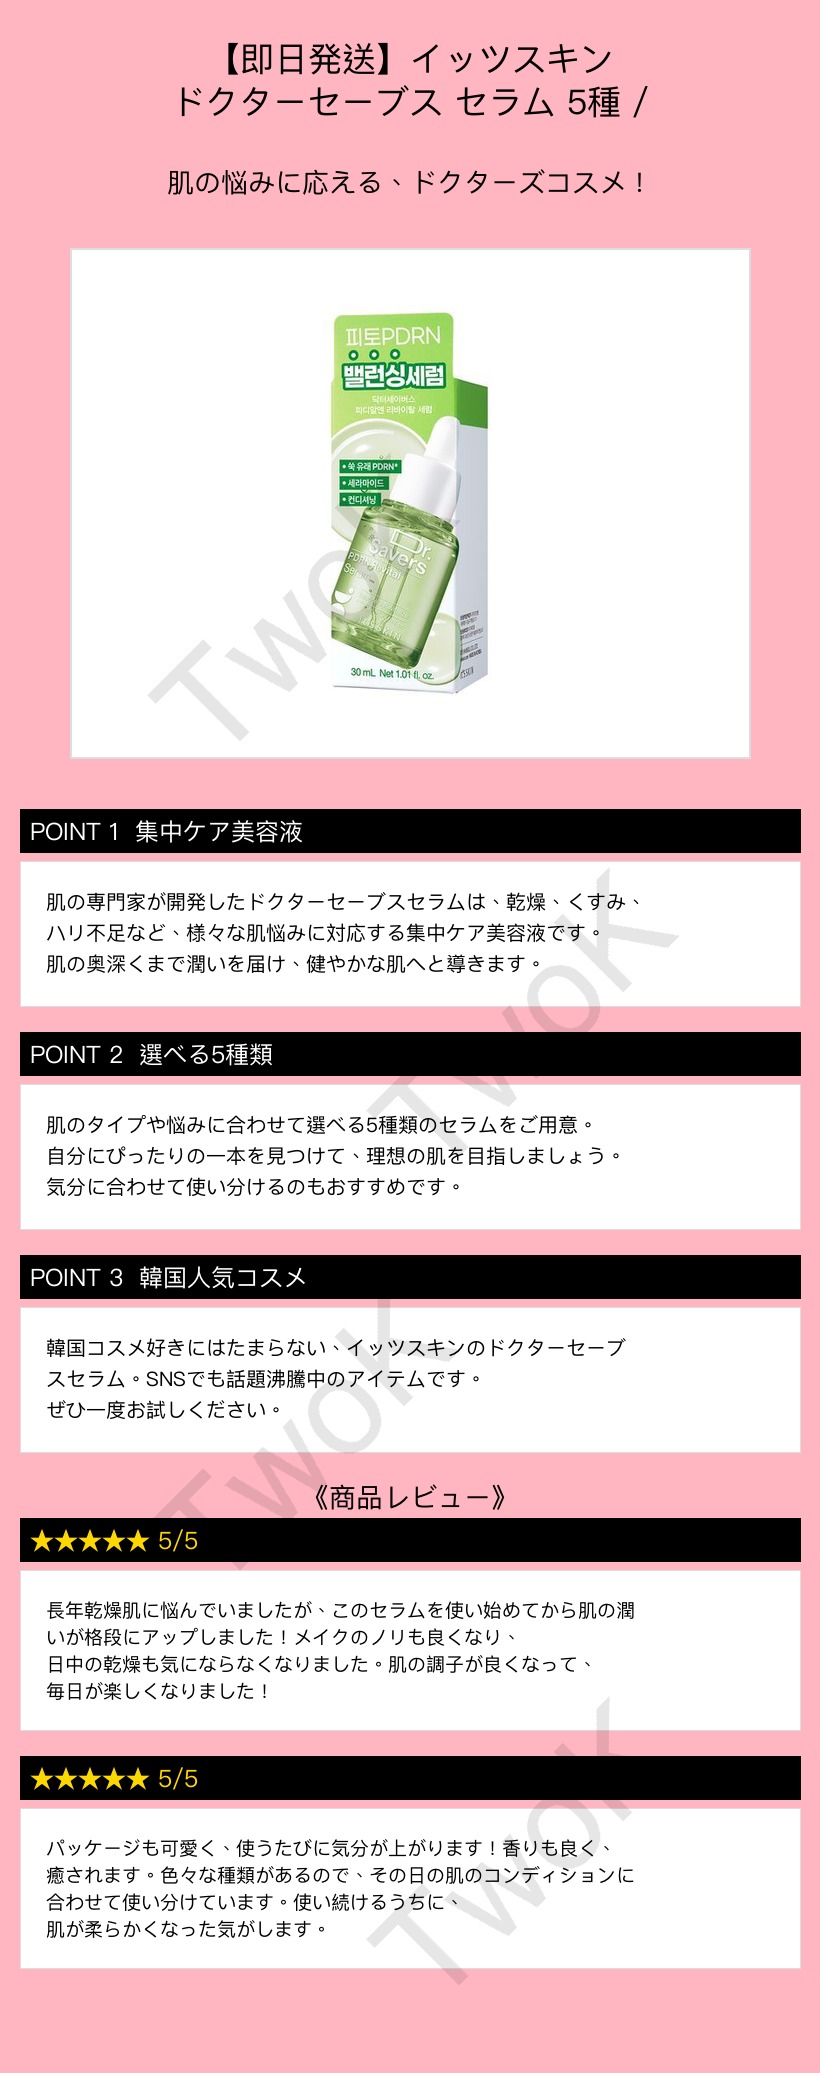 【即日発送】イッツスキン
ドクターセーブス セラム 5種 /
肌の悩みに応える、ドクターズコスメ！
피토PDRN
밸런싱세럼
닥터세이버스
피디알엔 리바이탈 세럼
• 쑥 유래 PDRN*
• 세라마이드
• 컨디셔닝
Dr.
Savers
PDRN Revital
Serum
30 mL Net 1.01 fl. oz.
TwoK
POINT 1 集中ケア美容液
肌の専門家が開発したドクターセーブスセラムは、乾燥、くすみ、
ハリ不足など、様々な肌悩みに対応する集中ケア美容液です。
肌の奥深くまで潤いを届け、健やかな肌へと導きます。
TwoK
POINT 2 選べる5種類
肌のタイプや悩みに合わせて選べる5種類のセラムをご用意。
自分にぴったりの一本を見つけて、理想の肌を目指しましょう。
気分に合わせて使い分けるのもおすすめです。
POINT 3 韓国人気コスメ
韓国コスメ好きにはたまらない、イッツスキンのドクターセーブ
スセラム。SNSでも話題沸騰中のアイテムです。
ぜひ一度お試しください。
TwoK
《商品レビュー》
★★★★★ 5/5
長年乾燥肌に悩んでいましたが、このセラムを使い始めてから肌の潤
いが格段にアップしました！メイクのノリも良くなり、
日中の乾燥も気にならなくなりました。肌の調子が良くなって、
毎日が楽しくなりました！
★★★★★ 5/5
パッケージも可愛く、使うたびに気分が上がります！香りも良く、
癒されます。色々な種類があるので、その日の肌のコンディションに
合わせて使い分けています。使い続けるうちに、
肌が柔らかくなった気がします。
TwoK